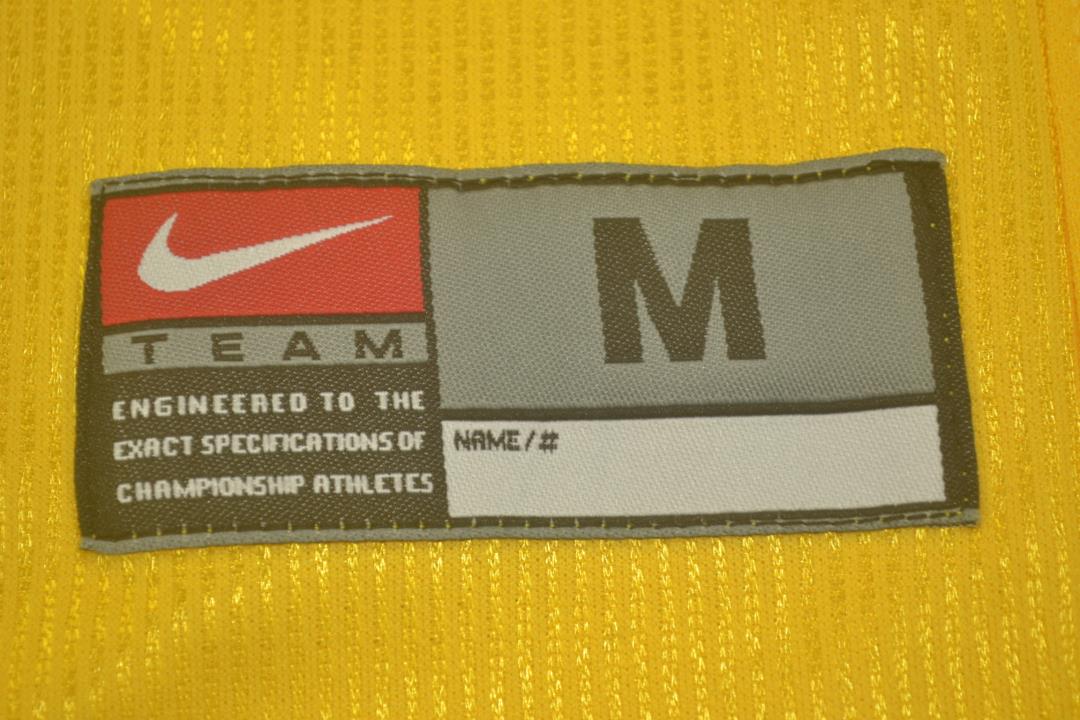 TEAM
ENGINEERED TO THE
EXACT SPECIFICATIONS OF
CHAMPIONSHIP ATHLETES
M
NAME/#